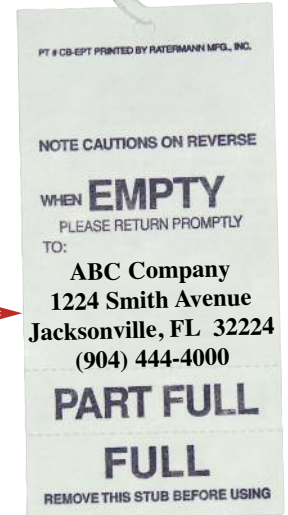 PT # CB-EPT PRINTED BY RATERMANN MFG., INC.
NOTE CAUTIONS ON REVERSE
WHEN EMPTY
PLEASE RETURN PROMPTLY
TO:
ABC Company
1224 Smith Avenue
Jacksonville, FL 32224
(904) 444-4000
PART FULL
FULL
REMOVE THIS STUB BEFORE USING